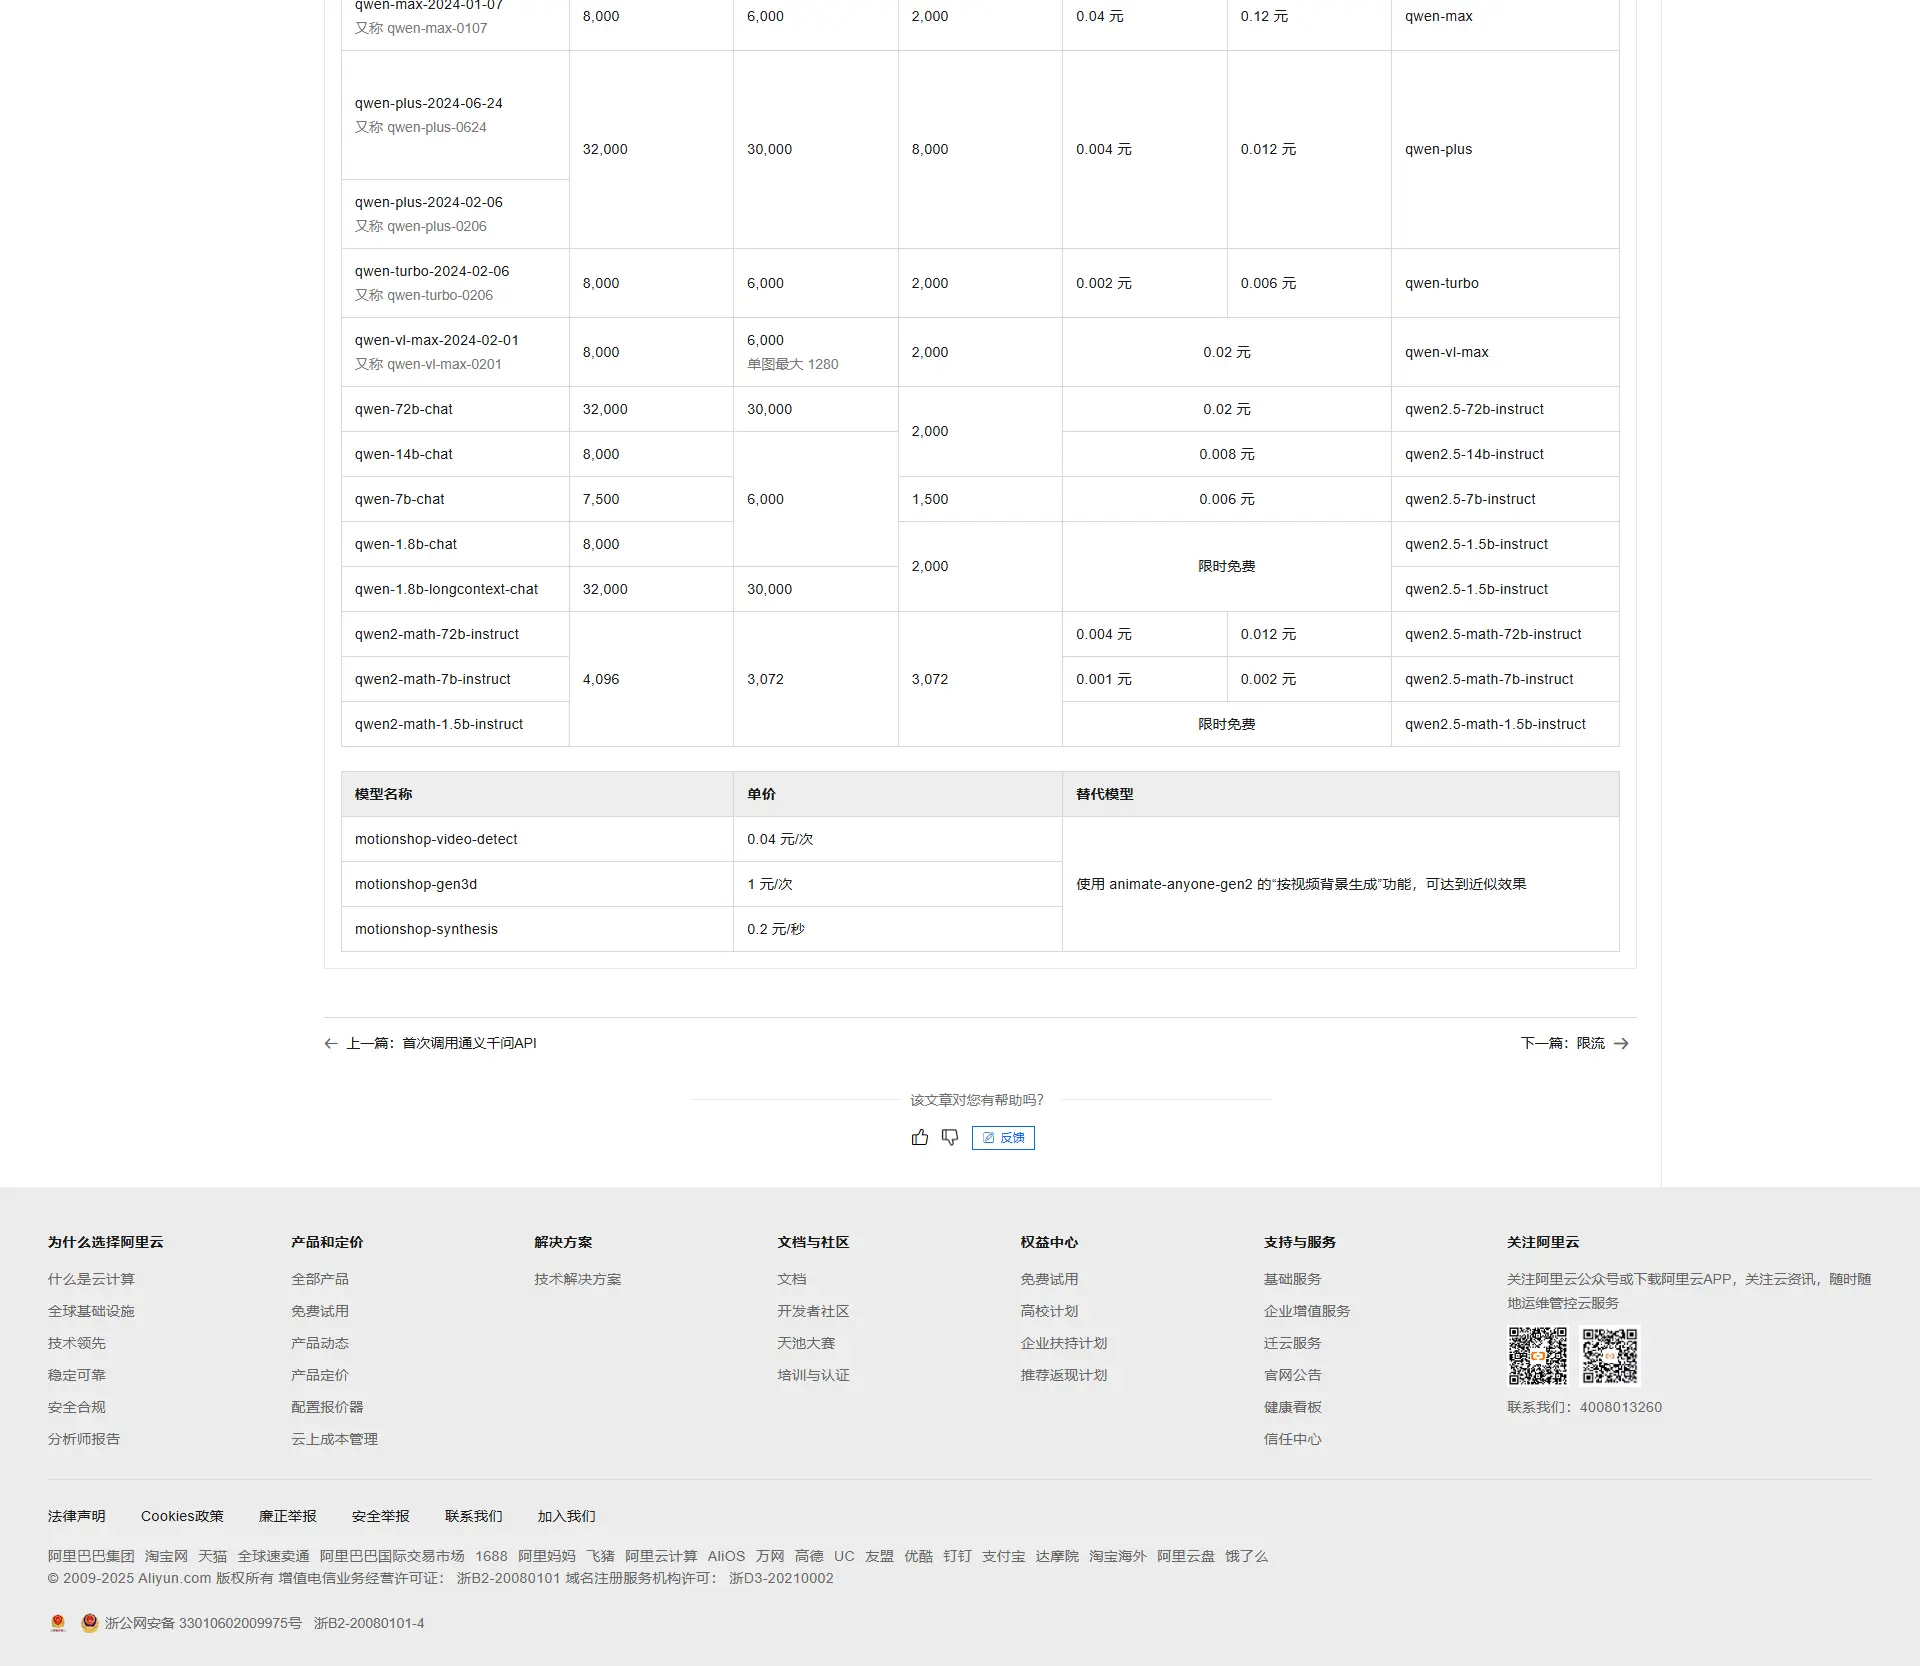 qwen-max-2024-01-07
又称 qwen-max-0107
8,000
6,000
2,000
0.04 元
0.12 元
qwen-max
qwen-plus-2024-06-24
又称 qwen-plus-0624
32,000
30,000
8,000
0.004 元
0.012 元
qwen-plus
qwen-plus-2024-02-06
又称 qwen-plus-0206
qwen-turbo-2024-02-06
又称 qwen-turbo-0206
8,000
6,000
2,000
0.002 元
0.006 元
qwen-turbo
qwen-vl-max-2024-02-01
又称 qwen-vl-max-0201
8,000
6,000
单图最大 1280
2,000
0.02 元
qwen-vl-max
qwen-72b-chat
32,000
30,000
2,000
0.02 元
qwen2.5-72b-instruct
qwen-14b-chat
8,000
6,000
0.008 元
qwen2.5-14b-instruct
qwen-7b-chat
7,500
1,500
0.006 元
qwen2.5-7b-instruct
qwen-1.8b-chat
8,000
2,000
限时免费
qwen2.5-1.5b-instruct
qwen-1.8b-longcontext-chat
32,000
30,000
qwen2.5-1.5b-instruct
qwen2-math-72b-instruct
4,096
3,072
3,072
0.004 元
0.012 元
qwen2.5-math-72b-instruct
qwen2-math-7b-instruct
0.001 元
0.002 元
qwen2.5-math-7b-instruct
qwen2-math-1.5b-instruct
限时免费
qwen2.5-math-1.5b-instruct
模型名称
单价
替代模型
motionshop-video-detect
0.04 元/次
使用 animate-anyone-gen2 的“按视频背景生成”功能，可达到近似效果
motionshop-gen3d
1 元/次
motionshop-synthesis
0.2 元/秒
上一篇：首次调用通义千问API
下一篇：限流
该文章对您有帮助吗？
反馈
为什么选择阿里云
什么是云计算
全球基础设施
技术领先
稳定可靠
安全合规
分析师报告
产品和定价
全部产品
免费试用
产品动态
产品定价
配置报价器
云上成本管理
解决方案
技术解决方案
文档与社区
文档
开发者社区
天池大赛
培训与认证
权益中心
免费试用
高校计划
企业扶持计划
推荐返现计划
支持与服务
基础服务
企业增值服务
迁云服务
官网公告
健康看板
信任中心
关注阿里云
关注阿里云公众号或下载阿里云APP，关注云资讯，随时随
地运维管控云服务
联系我们：4008013260
法律声明 Cookies政策 廉正举报 安全举报 联系我们 加入我们
阿里巴巴集团 淘宝网 天猫 全球速卖通 阿里巴巴国际交易市场 1688 阿里妈妈 飞猪 阿里云计算 AliOS 万网 高德 UC 友盟 优酷 钉钉 支付宝 达摩院 淘宝海外 阿里云盘 饿了么
© 2009-2025 Aliyun.com 版权所有 增值电信业务经营许可证： 浙B2-20080101 域名注册服务机构许可： 浙D3-20210002
浙公网安备 33010602009975号 浙B2-20080101-4